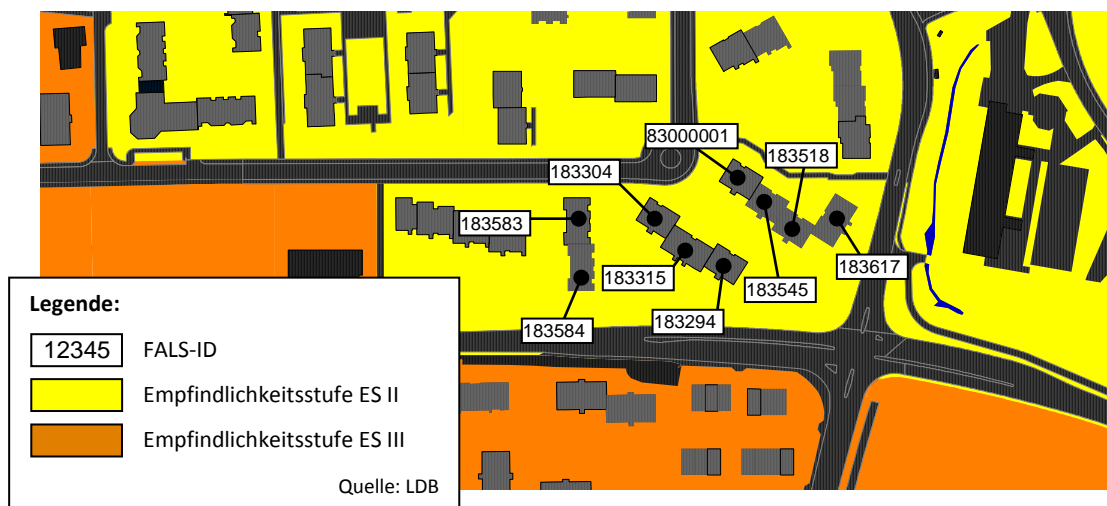 83000001
183518
183304
183583
183617
183315
183545
183584
183294
Legende:
12345 FALS-ID
Empfindlichkeitsstufe ES II
Empfindlichkeitsstufe ES III
Quelle: LDB